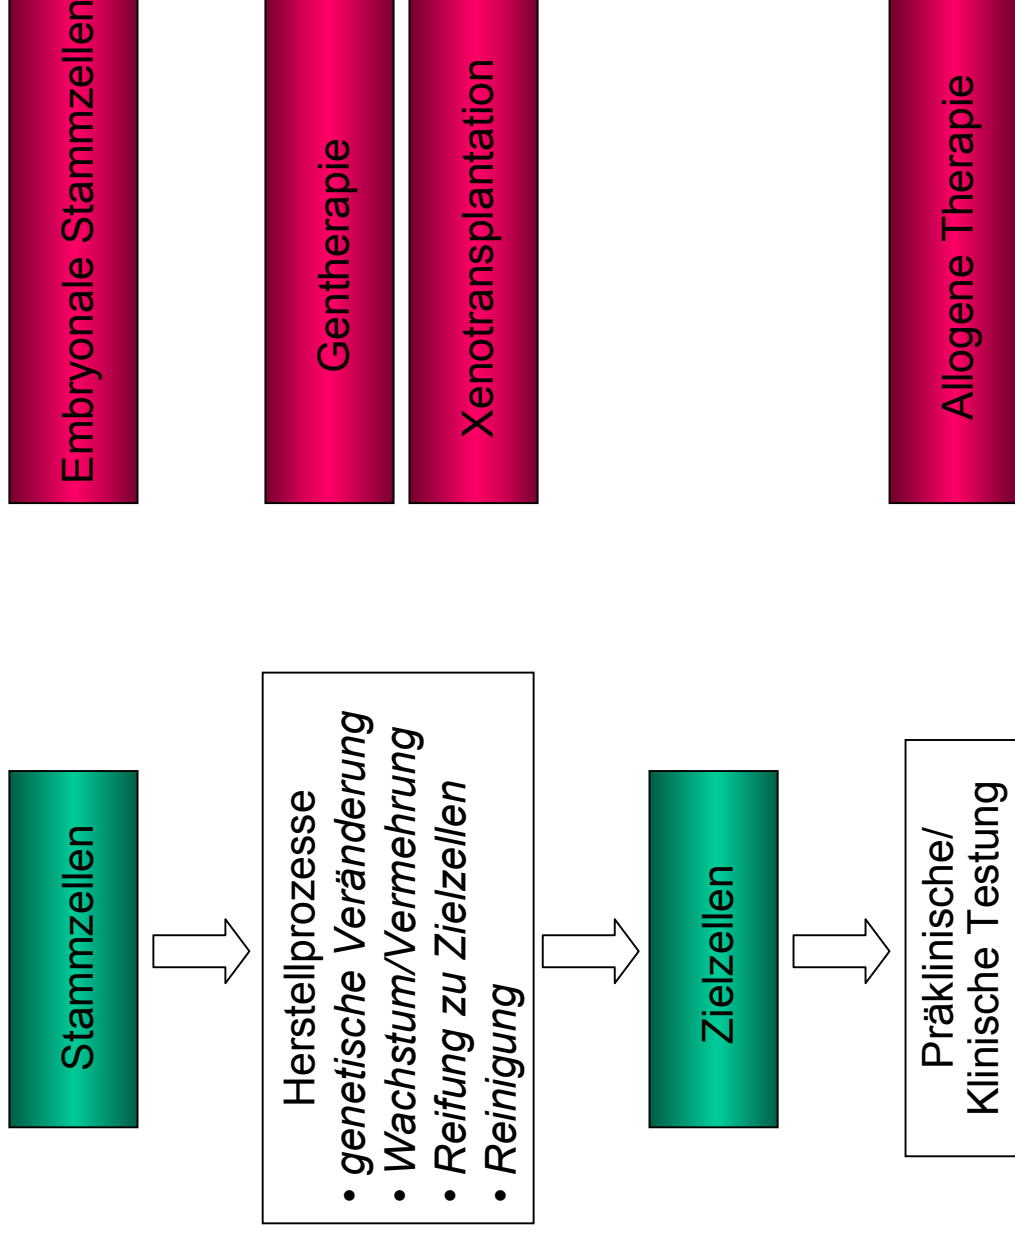 Stammzellen
Herstellprozesse
• genetische Veränderung
• Wachstum/Vermehrung
• Reifung zu Zielzellen
• Reinigung
Zielzellen
Präklinische/
Klinische Testung
Embryonale Stammzellen
Gentherapie
Xenotransplantation
Allogene Therapie